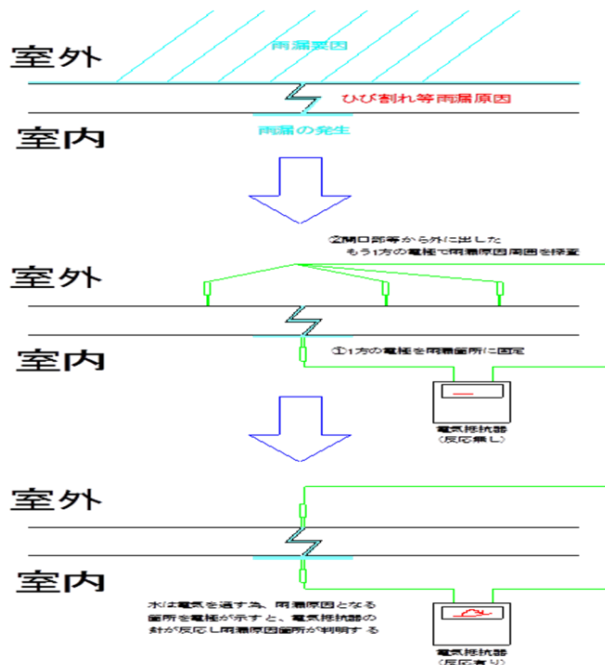 雨漏要因
室外
ひび割れ等雨漏原因
室内
雨漏の発生
②開口部等から外に出した
もう1方の電極で雨漏原因周囲を探査
室外
室内
①1方の電極を雨漏箇所に固定
電気抵抗器
(反応無し)
室外
室内
水は電気を通す為、雨漏原因となる
箇所を電極が示すと、電気抵抗器の
針が反応し雨漏原因箇所が判明する
電気抵抗器
(反応有り)